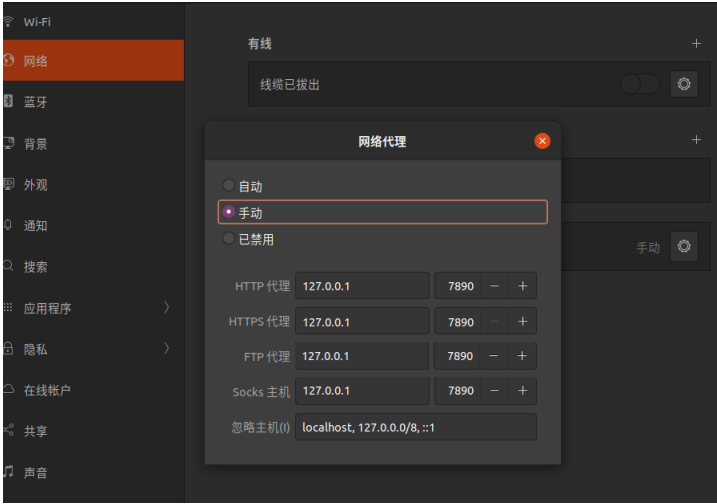 Wi-Fi
网络
蓝牙
背景
外观
通知
搜索
应用程序
隐私
在线帐户
共享
声音
有线
线缆已拔出
手动
网络代理
自动
手动
已禁用
HTTP 代理 127.0.0.1 7890
HTTPS 代理 127.0.0.1 7890
FTP 代理 127.0.0.1 7890
Socks 主机 127.0.0.1 7890
忽略主机(I) localhost, 127.0.0.0/8, ::1